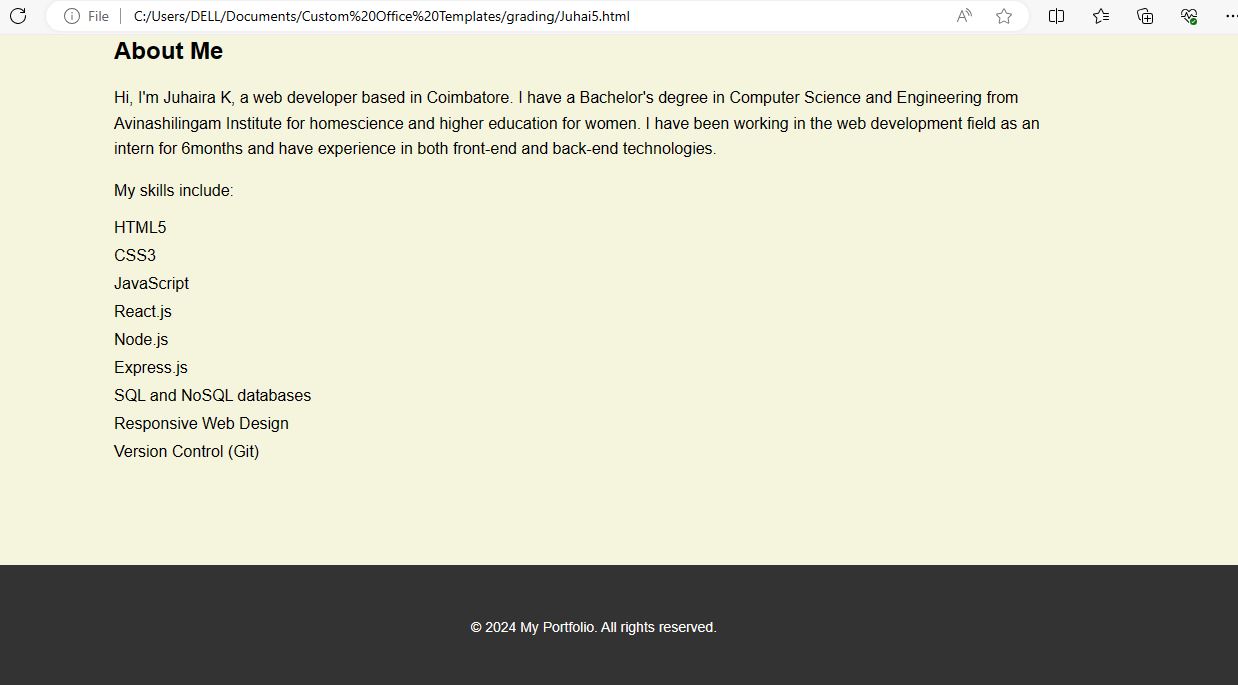 File
C:/Users/DELL/Documents/Custom%20Office%20Templates/grading/Juhai5.html
About Me
Hi, I'm Juhaira K, a web developer based in Coimbatore. I have a Bachelor's degree in Computer Science and Engineering from
Avinashilingam Institute for homescience and higher education for women. I have been working in the web development field as an
intern for 6months and have experience in both front-end and back-end technologies.
My skills include:
HTML5
CSS3
JavaScript
React.js
Node.js
Express.js
SQL and NoSQL databases
Responsive Web Design
Version Control (Git)
© 2024 My Portfolio. All rights reserved.